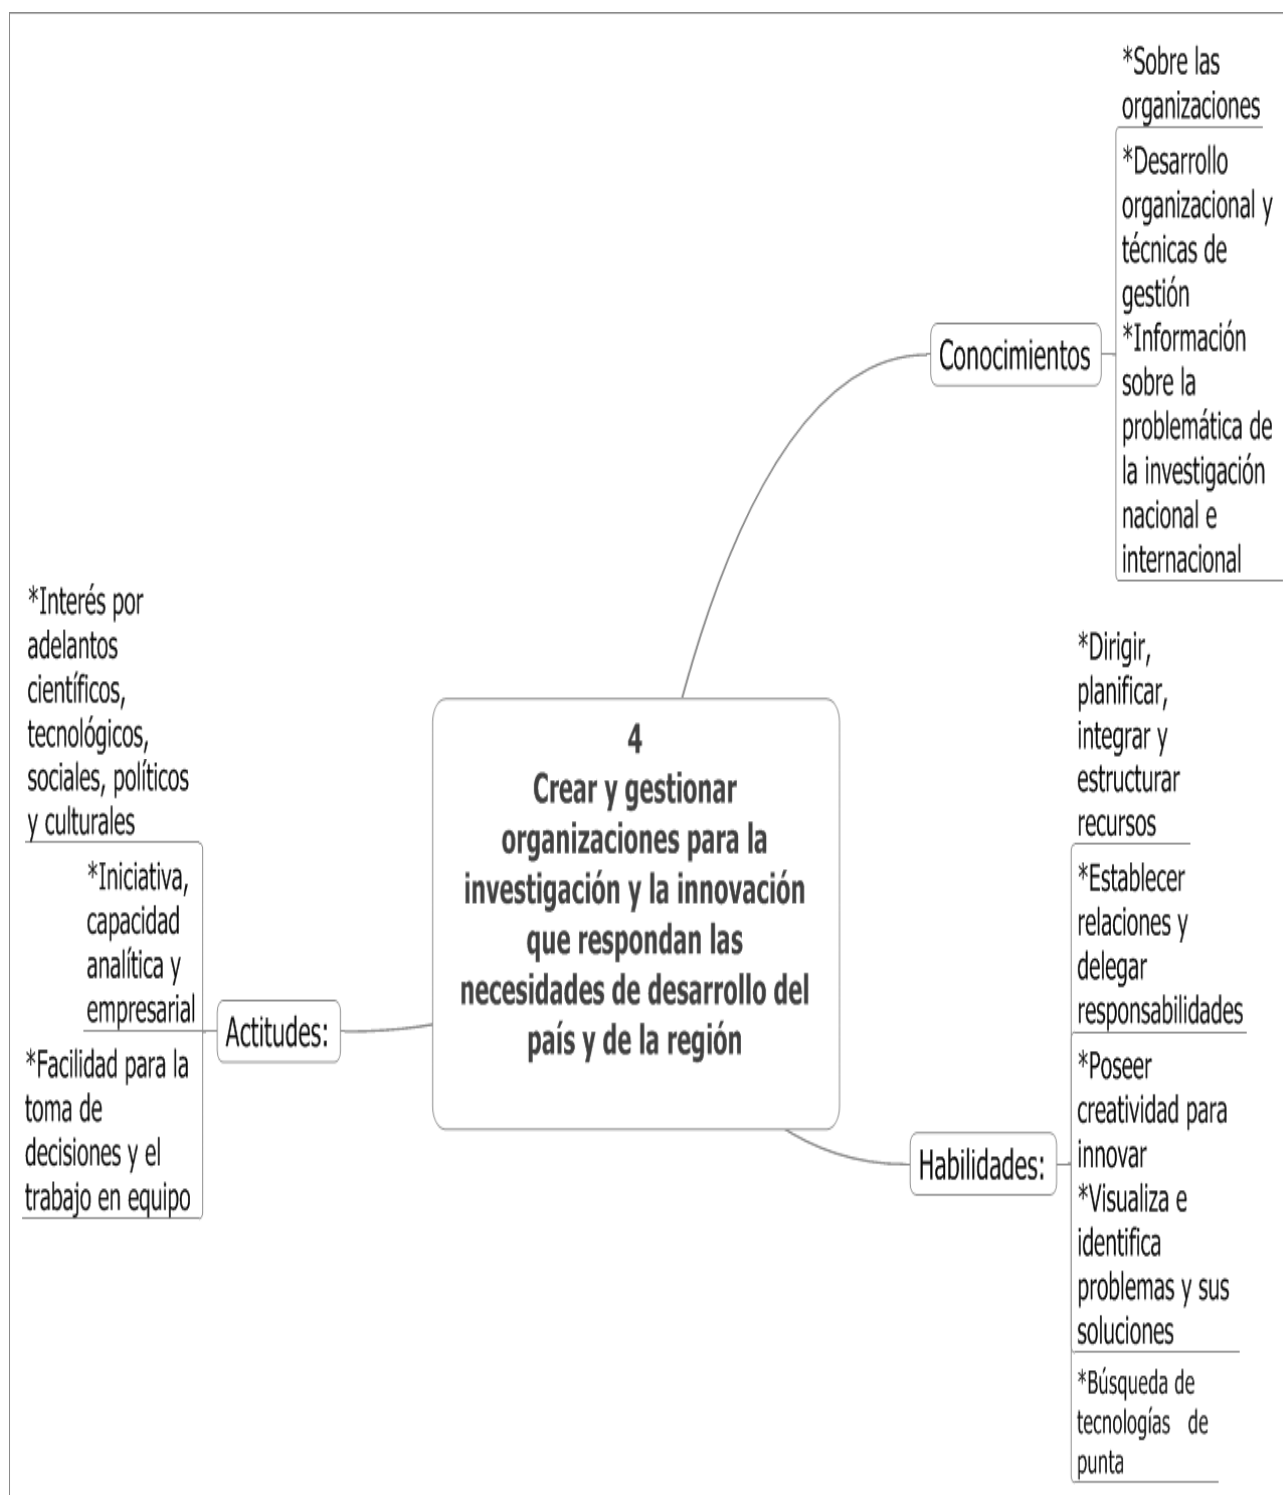 *Sobre las
organizaciones
*Desarrollo
organizacional y
técnicas de
gestión
*Información
sobre la
problemática de
la investigación
nacional e
internacional
Conocimientos
4
Crear y gestionar
organizaciones para la
investigación y la innovación
que respondan las
necesidades de desarrollo del
país y de la región
*Interés por
adelantos
científicos,
tecnológicos,
sociales, políticos
y culturales
*Iniciativa,
capacidad
analítica y
empresarial
*Facilidad para la
toma de
decisiones y el
trabajo en equipo
Actitudes:
Habilidades:
*Dirigir,
planificar,
integrar y
estructurar
recursos
*Establecer
relaciones y
delegar
responsabilidades
*Poseer
creatividad para
innovar
*Visualiza e
identifica
problemas y sus
soluciones
*Búsqueda de
tecnologías de
punta